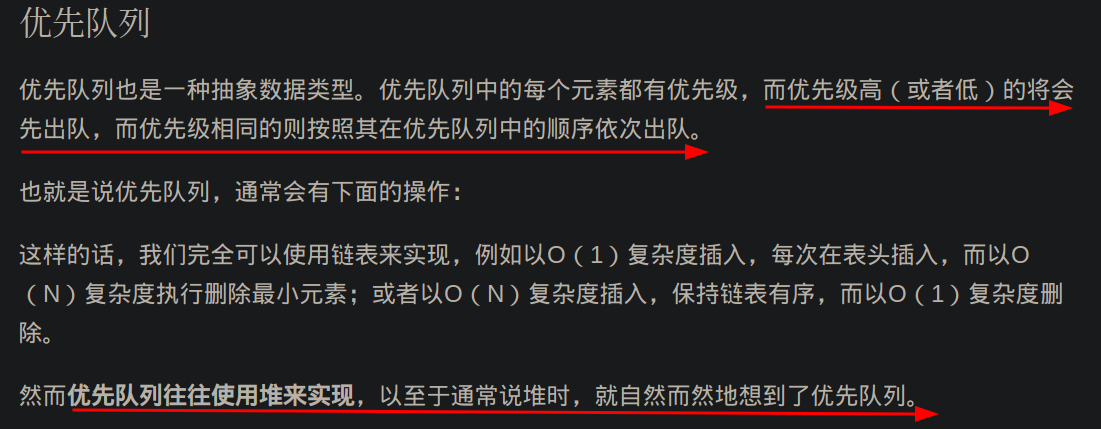 优先队列
优先队列也是一种抽象数据类型。优先队列中的每个元素都有优先级，而优先级高（或者低）的将会
先出队，而优先级相同的则按照其在优先队列中的顺序依次出队。
也就是说优先队列，通常会有下面的操作：
这样的话，我们完全可以使用链表来实现，例如以O（1）复杂度插入，每次在表头插入，而以O
（N）复杂度执行删除最小元素；或者以O（N）复杂度插入，保持链表有序，而以O（1）复杂度删
除。
然而优先队列往往使用堆来实现，以至于通常说堆时，就自然而然地想到了优先队列。